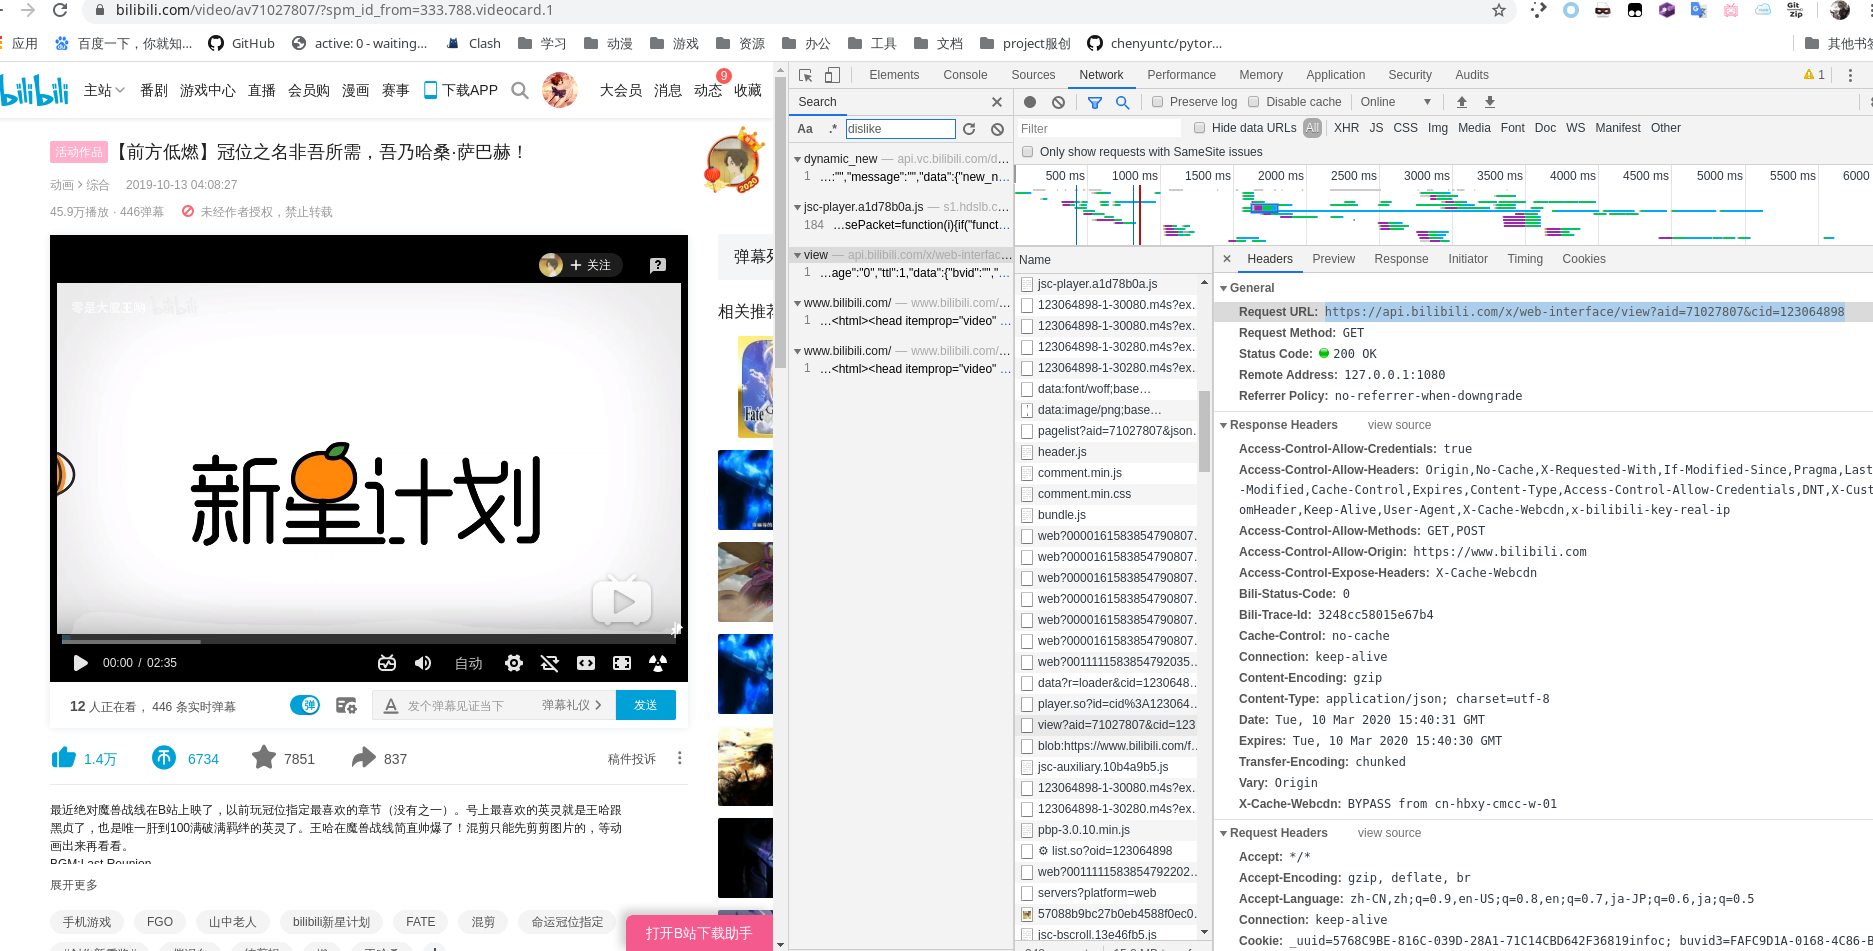 bilibili.com/video/av71027807/?spm_id_from=333.788.videocard.1
应用 百度一下，你就知... GitHub active: 0 - waiting... Clash 学习 动漫 游戏 资源 办公 工具 文档 project服创 chenyuntc/pytor... 其他书签
bilibili 主站 番剧 游戏中心 直播 会员购 漫画 赛事 下载APP 大会员 消息 9 动态 收藏
活动作品 【前方低燃】冠位之名非吾所需，吾乃哈桑·萨巴赫！
动画 > 综合 2019-10-13 04:08:27
45.9万播放 · 446弹幕 未经作者授权，禁止转载
2020
+ 关注
弹幕列
相关推荐
bilibili
Fate
新星计划
00:00 / 02:35 自动
12 人正在看， 446 条实时弹幕 弹 发个弹幕见证当下 弹幕礼仪 > 发送
1.4万 6734 7851 837 稿件投诉
最近绝对魔兽战线在B站上映了，以前玩冠位指定最喜欢的章节（没有之一）。号上最喜欢的英灵就是王哈跟
黑贞了，也是唯一肝到100满破满羁绊的英灵了。王哈在魔兽战线简直帅爆了！混剪只能先剪剪图片的，等动
画出来再看看。
BGM:Last Reunion
展开更多
手机游戏 FGO 山中老人 bilibili新星计划 FATE 混剪 命运冠位指定
打开B站下载助手
Elements Console Sources Network Performance Memory Application Security Audits 1
Search
Aa .* dislike
dynamic_new — api.vc.bilibili.com/d...
1 ...:"","message":"","data":{"new_n...
jsc-player.a1d78b0a.js — s1.hdslb.c...
184 ...sePacket=function(i){if("funct...
view — api.bilibili.com/x/web-interfac...
1 ...age":"0","ttl":1,"data":{"bvid":"","...
www.bilibili.com/ — www.bilibili.com/...
1 ...<html><head itemprop="video" ...
www.bilibili.com/ — www.bilibili.com/...
1 ...<html><head itemprop="video" ...
Preserve log Disable cache Online
Filter Hide data URLs All XHR JS CSS Img Media Font Doc WS Manifest Other
Only show requests with SameSite issues
500 ms 1000 ms 1500 ms 2000 ms 2500 ms 3000 ms 3500 ms 4000 ms 4500 ms 5000 ms 5500 ms 6000
Name
jsc-player.a1d78b0a.js
123064898-1-30080.m4s?ex...
123064898-1-30080.m4s?ex...
123064898-1-30280.m4s?ex...
123064898-1-30280.m4s?ex...
data:font/woff;base...
data:image/png;base...
pagelist?aid=71027807&json...
header.js
comment.min.js
comment.min.css
bundle.js
web?0000161583854790807...
web?0000161583854790807...
web?0000161583854790807...
web?0000161583854790807...
web?0000161583854790807...
web?0000161583854790807...
web?0011111583854792035...
data?r=loader&cid=1230648...
player.so?id=cid%3A123064...
view?aid=71027807&cid=123
blob:https://www.bilibili.com/f...
jsc-auxiliary.10b4a9b5.js
123064898-1-30080.m4s?ex...
123064898-1-30280.m4s?ex...
pbp-3.0.10.min.js
⚙ list.so?oid=123064898
web?0011111583854792202...
servers?platform=web
57088b9bc27b0eb4588f0ec0...
jsc-bscroll.13e46fb5.js
Headers Preview Response Initiator Timing Cookies
General
Request URL: https://api.bilibili.com/x/web-interface/view?aid=71027807&cid=123064898
Request Method: GET
Status Code: 200 OK
Remote Address: 127.0.0.1:1080
Referrer Policy: no-referrer-when-downgrade
Response Headers view source
Access-Control-Allow-Credentials: true
Access-Control-Allow-Headers: Origin,No-Cache,X-Requested-With,If-Modified-Since,Pragma,Last
-Modified,Cache-Control,Expires,Content-Type,Access-Control-Allow-Credentials,DNT,X-Cust
omHeader,Keep-Alive,User-Agent,X-Cache-Webcdn,x-bilibili-key-real-ip
Access-Control-Allow-Methods: GET,POST
Access-Control-Allow-Origin: https://www.bilibili.com
Access-Control-Expose-Headers: X-Cache-Webcdn
Bili-Status-Code: 0
Bili-Trace-Id: 3248cc58015e67b4
Cache-Control: no-cache
Connection: keep-alive
Content-Encoding: gzip
Content-Type: application/json; charset=utf-8
Date: Tue, 10 Mar 2020 15:40:31 GMT
Expires: Tue, 10 Mar 2020 15:40:30 GMT
Transfer-Encoding: chunked
Vary: Origin
X-Cache-Webcdn: BYPASS from cn-hbxy-cmcc-w-01
Request Headers view source
Accept: */*
Accept-Encoding: gzip, deflate, br
Accept-Language: zh-CN,zh;q=0.9,en-US;q=0.8,en;q=0.7,ja-JP;q=0.6,ja;q=0.5
Connection: keep-alive
Cookie: _uuid=5768C9BE-816C-039D-28A1-71C14CBD642F36819infoc; buvid3=FAFC9D1A-0168-4C86-